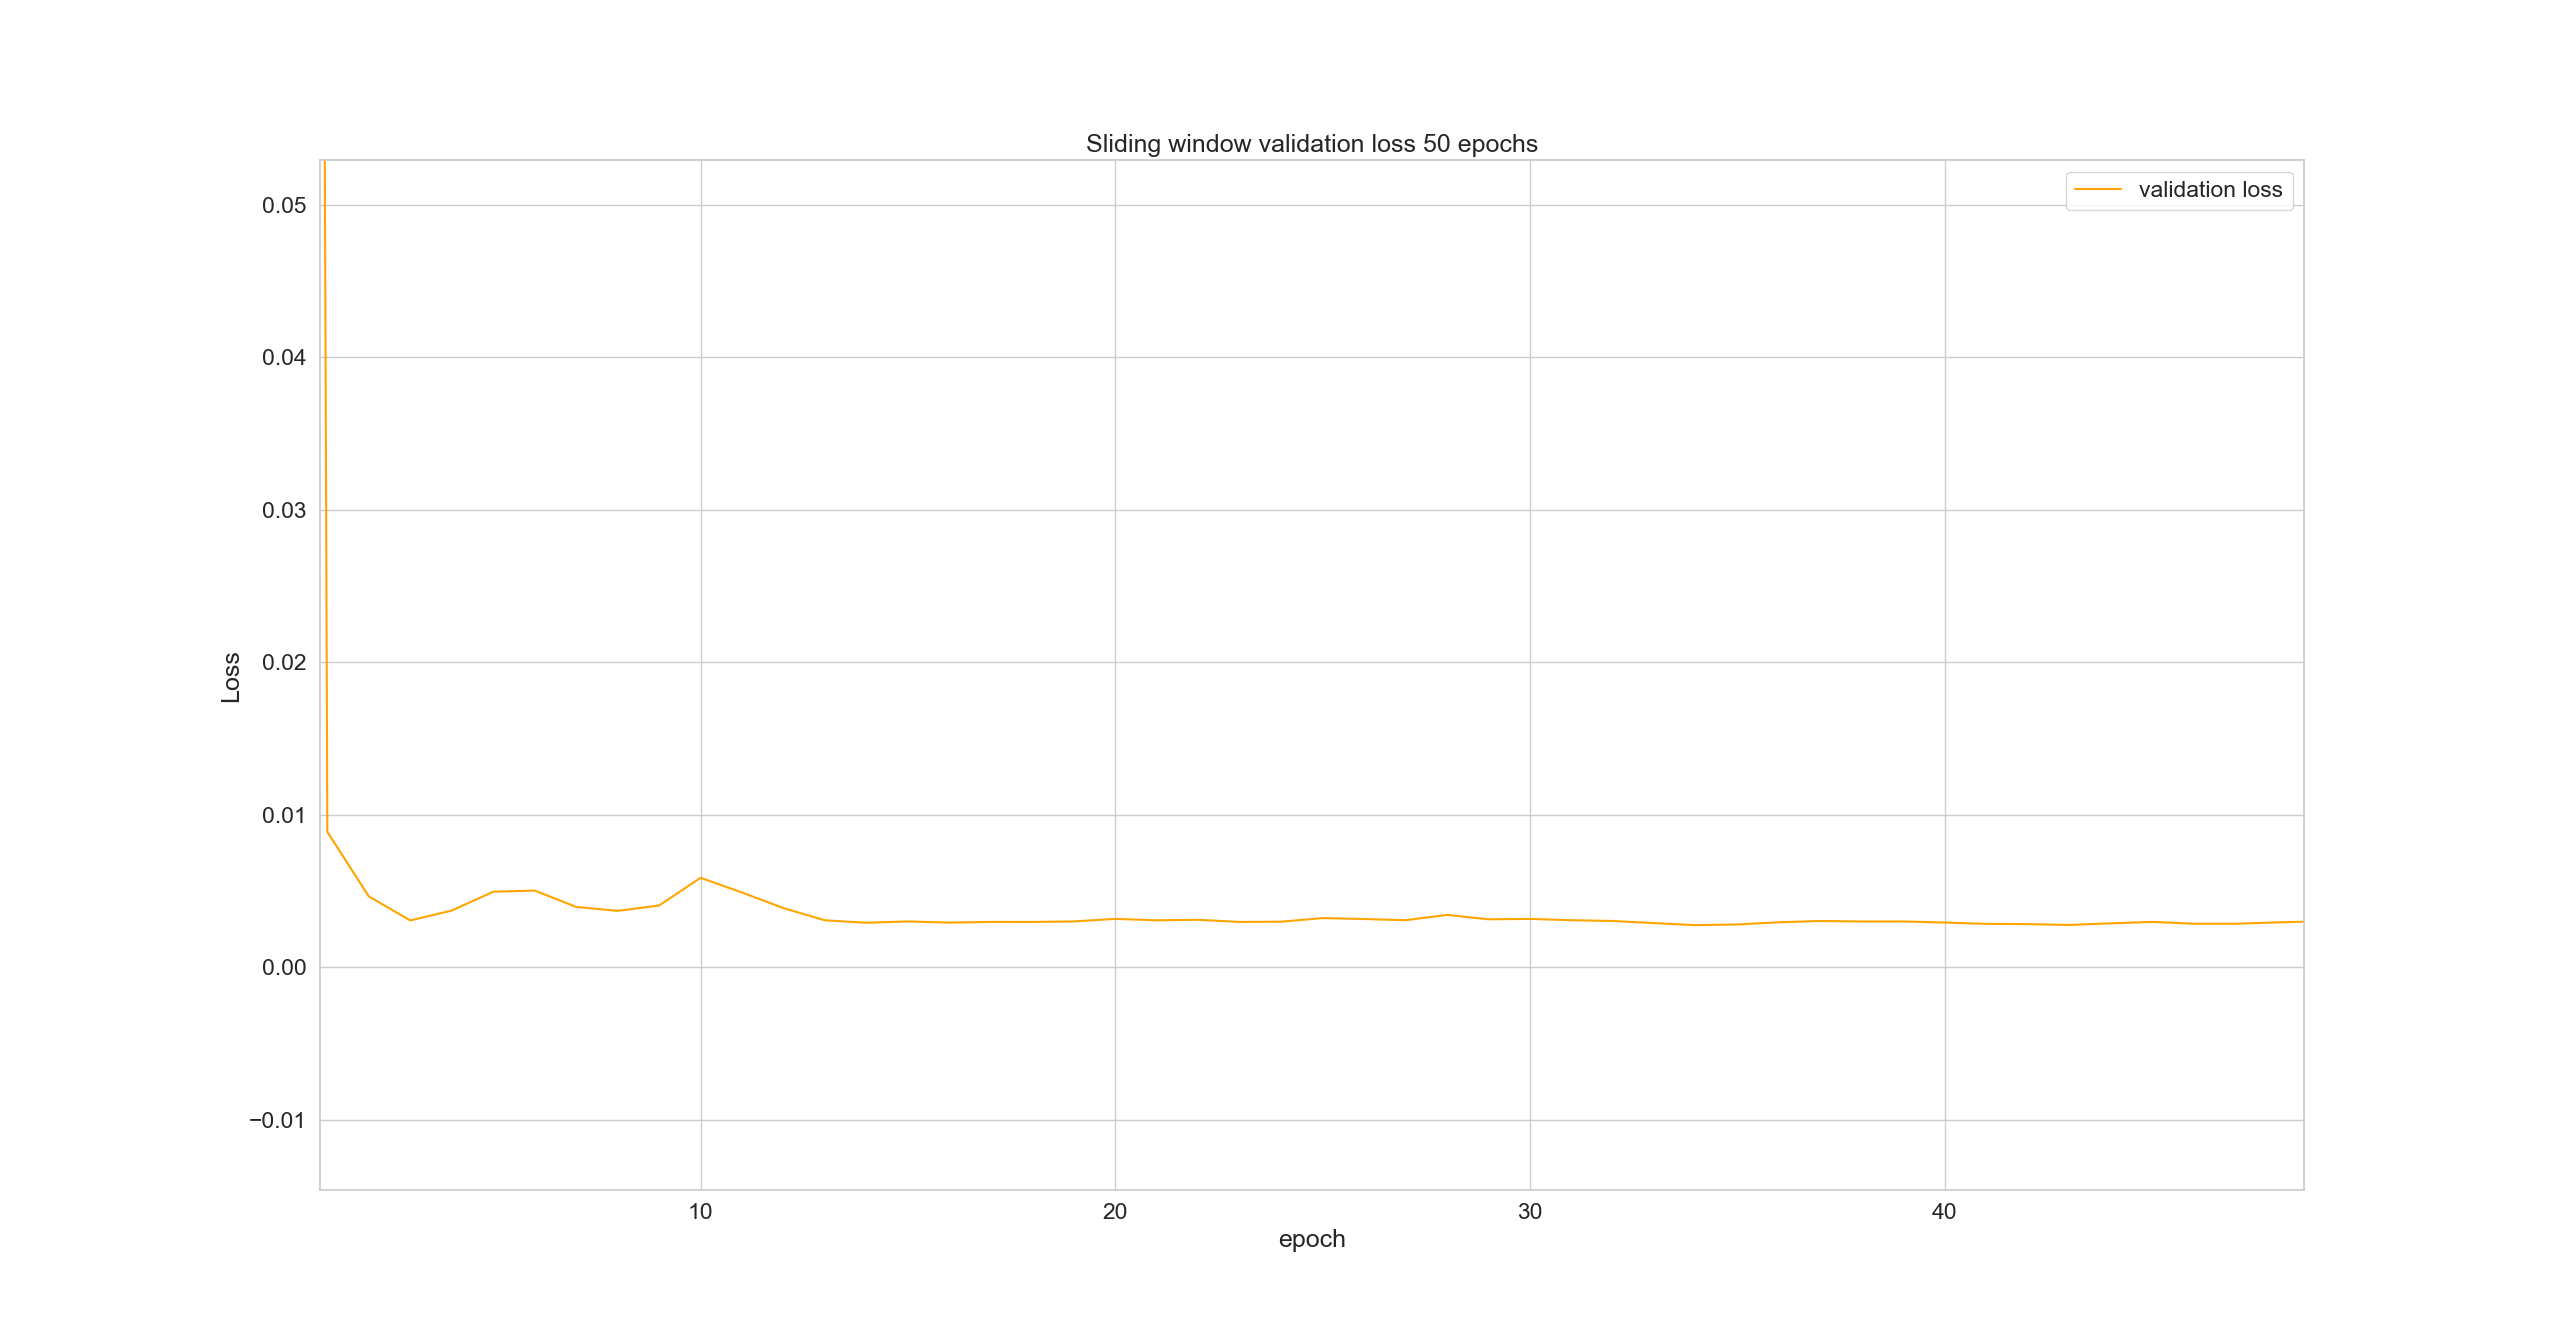 Sliding window validation loss 50 epochs
validation loss
0.05
0.04
0.03
0.02
0.01
0.00
−0.01
Loss
10 20 30 40
epoch